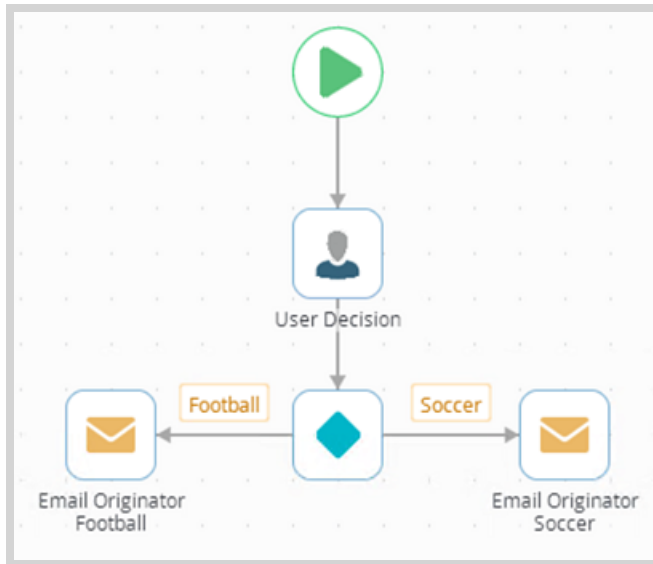 User Decision
Football
Soccer
Email Originator
Football
Email Originator
Soccer